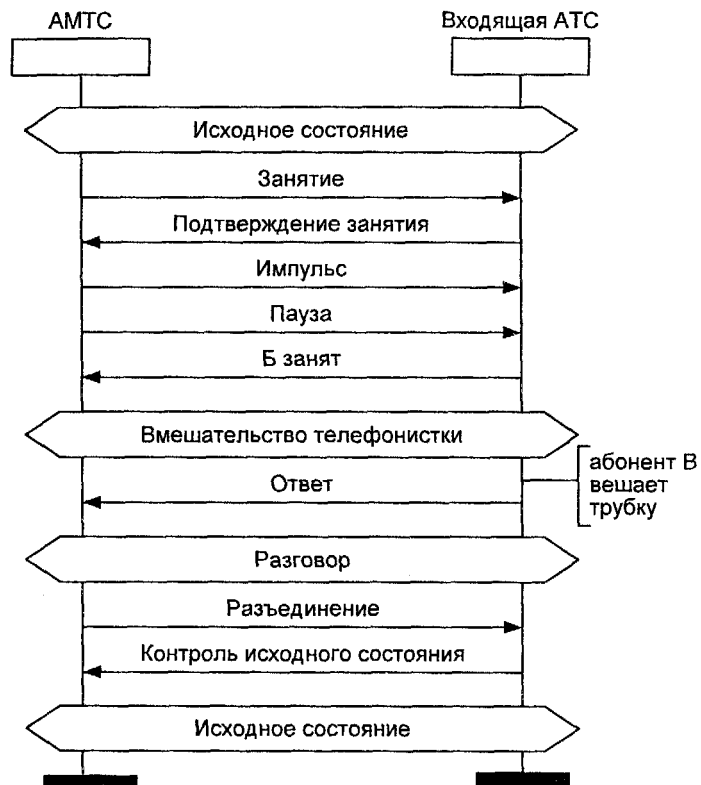 АМТС
Входящая АТС
Исходное состояние
Занятие
Подтверждение занятия
Импульс
Пауза
Б занят
Вмешательство телефонистки
абонент В
вешает
трубку
Ответ
Разговор
Разъединение
Контроль исходного состояния
Исходное состояние